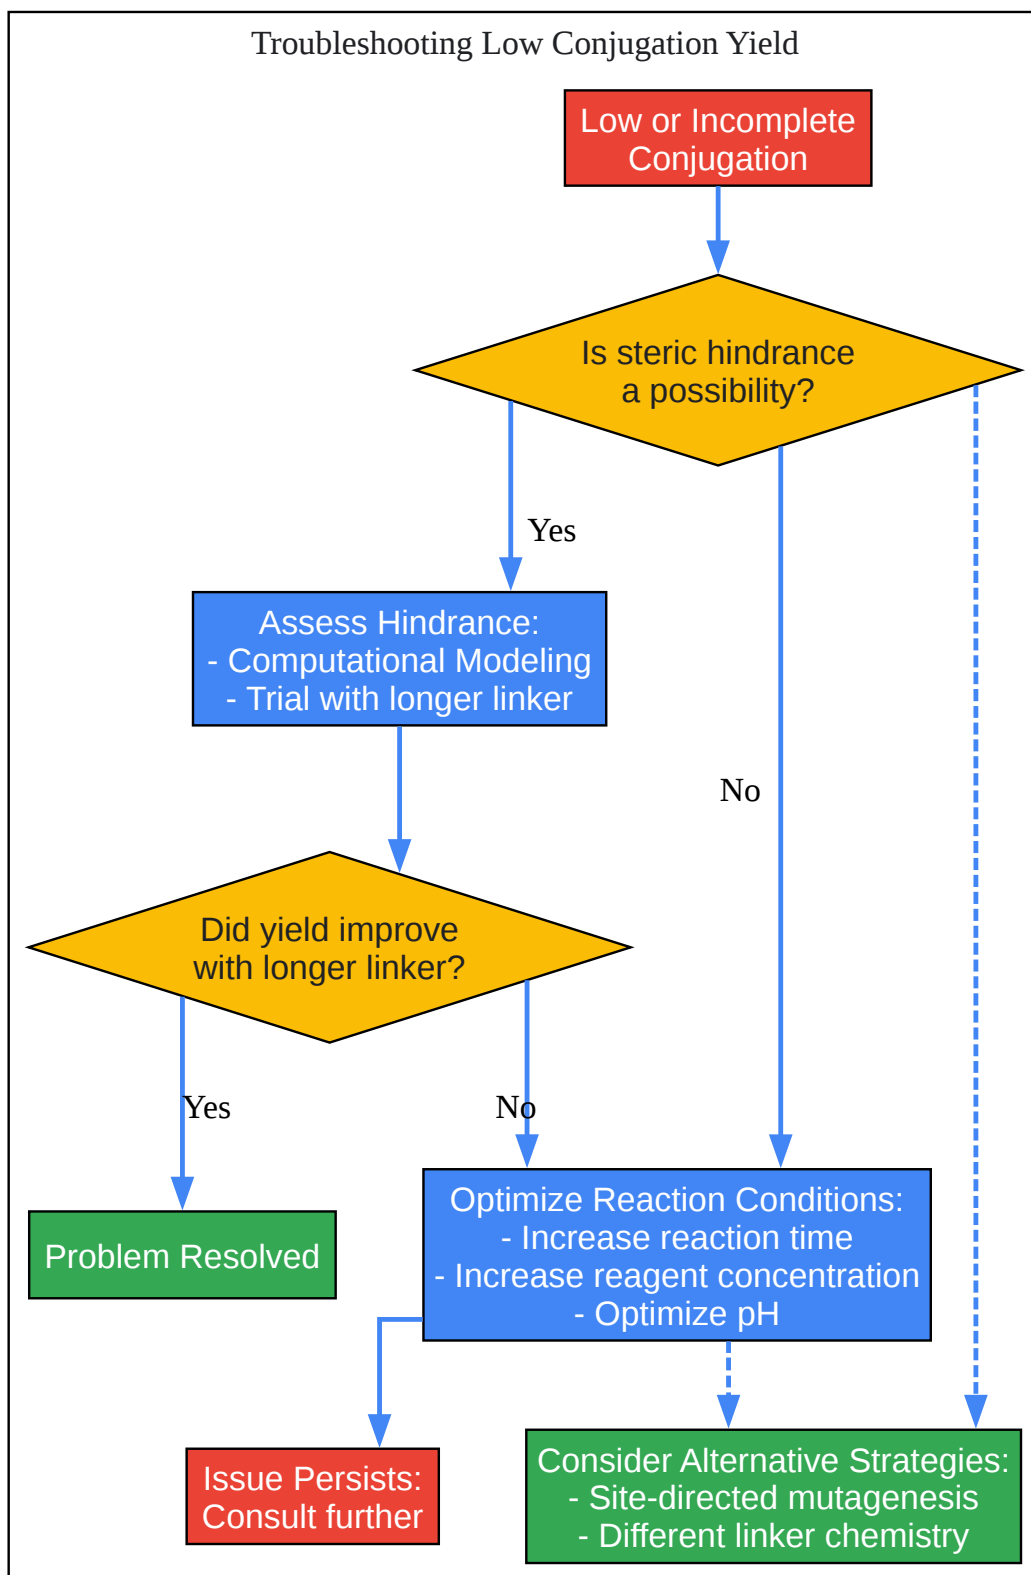 Troubleshooting Low Conjugation Yield
Low or Incomplete
Conjugation
Is steric hindrance
a possibility?
Yes
Assess Hindrance:
- Computational Modeling
- Trial with longer linker
No
Did yield improve
with longer linker?
Yes
No
Problem Resolved
Optimize Reaction Conditions:
- Increase reaction time
- Increase reagent concentration
- Optimize pH
Issue Persists:
Consult further
Consider Alternative Strategies:
- Site-directed mutagenesis
- Different linker chemistry